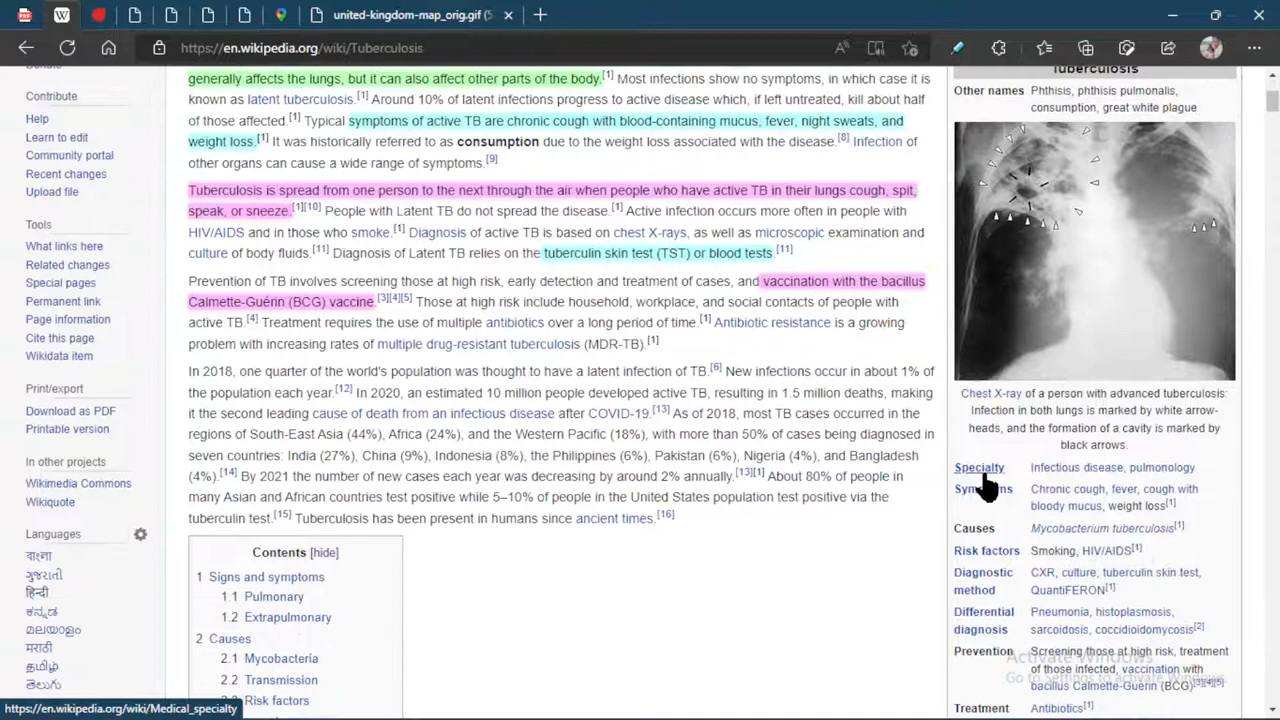 united-kingdom-map_orig.gif (5
https://en.wikipedia.org/wiki/Tuberculosis
Contribute
Help
Learn to edit
Community portal
Recent changes
Upload file
Tools
What links here
Related changes
Special pages
Permanent link
Page information
Cite this page
Wikidata item
Print/export
Download as PDF
Printable version
In other projects
Wikimedia Commons
Wikiquote
Languages
বাংলা
ગુજરાતી
हिन्दी
ಕನ್ನಡ
മലയാളം
मराठी
தமிழ்
తెలుగు
generally affects the lungs, but it can also affect other parts of the body.[1] Most infections show no symptoms, in which case it is
known as latent tuberculosis.[1] Around 10% of latent infections progress to active disease which, if left untreated, kill about half
of those affected.[1] Typical symptoms of active TB are chronic cough with blood-containing mucus, fever, night sweats, and
weight loss.[1] It was historically referred to as consumption due to the weight loss associated with the disease.[8] Infection of
other organs can cause a wide range of symptoms.[9]
Tuberculosis is spread from one person to the next through the air when people who have active TB in their lungs cough, spit,
speak, or sneeze.[1][10] People with Latent TB do not spread the disease.[1] Active infection occurs more often in people with
HIV/AIDS and in those who smoke.[1] Diagnosis of active TB is based on chest X-rays, as well as microscopic examination and
culture of body fluids.[11] Diagnosis of Latent TB relies on the tuberculin skin test (TST) or blood tests.[11]
Prevention of TB involves screening those at high risk, early detection and treatment of cases, and vaccination with the bacillus
Calmette-Guérin (BCG) vaccine.[3][4][5] Those at high risk include household, workplace, and social contacts of people with
active TB.[4] Treatment requires the use of multiple antibiotics over a long period of time.[1] Antibiotic resistance is a growing
problem with increasing rates of multiple drug-resistant tuberculosis (MDR-TB).[1]
In 2018, one quarter of the world's population was thought to have a latent infection of TB.[6] New infections occur in about 1% of
the population each year.[12] In 2020, an estimated 10 million people developed active TB, resulting in 1.5 million deaths, making
it the second leading cause of death from an infectious disease after COVID-19.[13] As of 2018, most TB cases occurred in the
regions of South-East Asia (44%), Africa (24%), and the Western Pacific (18%), with more than 50% of cases being diagnosed in
seven countries: India (27%), China (9%), Indonesia (8%), the Philippines (6%), Pakistan (6%), Nigeria (4%), and Bangladesh
(4%).[14] By 2021 the number of new cases each year was decreasing by around 2% annually.[13][1] About 80% of people in
many Asian and African countries test positive while 5–10% of people in the United States population test positive via the
tuberculin test.[15] Tuberculosis has been present in humans since ancient times.[16]
Contents [hide]
1 Signs and symptoms
1.1 Pulmonary
1.2 Extrapulmonary
2 Causes
2.1 Mycobacteria
2.2 Transmission
2.3 Risk factors
Tuberculosis
Other names Phthisis, phthisis pulmonalis,
consumption, great white plague
Chest X-ray of a person with advanced tuberculosis:
Infection in both lungs is marked by white arrow-
heads, and the formation of a cavity is marked by
black arrows.
Specialty Infectious disease, pulmonology
Symptoms Chronic cough, fever, cough with
bloody mucus, weight loss[1]
Causes Mycobacterium tuberculosis[1]
Risk factors Smoking, HIV/AIDS[1]
Diagnostic CXR, culture, tuberculin skin test,
method QuantiFERON[1]
Differential Pneumonia, histoplasmosis,
diagnosis sarcoidosis, coccidioidomycosis[2]
Prevention Screening those at high risk, treatment
of those infected, vaccination with
bacillus Calmette-Guérin (BCG)[3][4][5]
Treatment Antibiotics[1]
Activate Windows
Go to Settings to activate Windows.
https://en.wikipedia.org/wiki/Medical_specialty